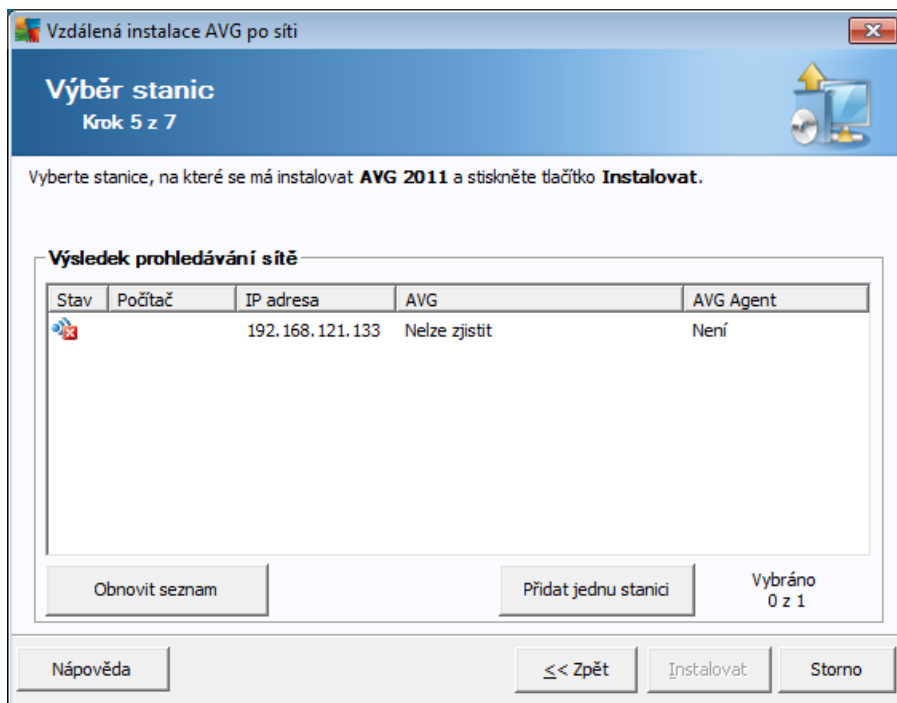 Vzdálená instalace AVG po síti
Výběr stanic
Krok 5 z 7
Vyberte stanice, na které se má instalovat AVG 2011 a stiskněte tlačítko Instalovat.
Výsledek prohledávání sítě
Stav Počítač IP adresa AVG AVG Agent
192.168.121.133 Nelze zjistit Není
Obnovit seznam Přidat jednu stanici Vybráno
0 z 1
Nápověda << Zpět Instalovat Storno